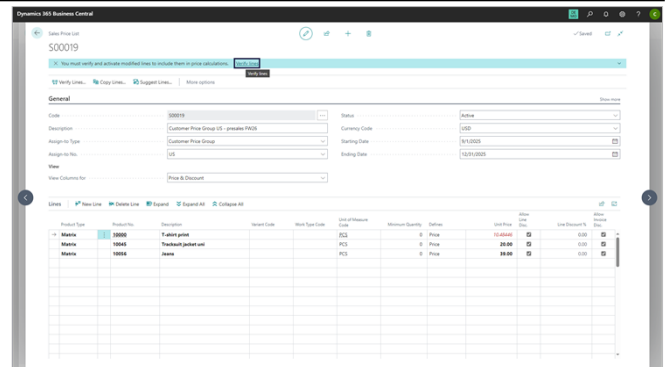 Dynamics 365 Business Central
Sales Price List
S00019
Saved
You must verify and activate modified lines to include them in price calculations. Verify lines
Verify lines
Verify Lines... Copy Lines... Suggest Lines... More options
General
Show more
Code S00019
Description Customer Price Group US - presales FW26
Assign-to Type Customer Price Group
Assign-to No. US
View
View Columns for Price & Discount
Status Active
Currency Code USD
Starting Date 9/1/2025
Ending Date 12/31/2025
Lines New Line Delete Line Expand Expand All Collapse All
Product Type Product No. Description Variant Code Work Type Code Unit of Measure Code Minimum Quantity Defines Unit Price Allow Line Disc. Line Discount % Allow Invoice Disc.
Matrix 10000 T-shirt print PCS 0 Price 0.00
Matrix 10045 Tracksuit jacket uni PCS 0 Price 20.00 0.00
Matrix 10056 Jeans PCS 0 Price 39.00 0.00